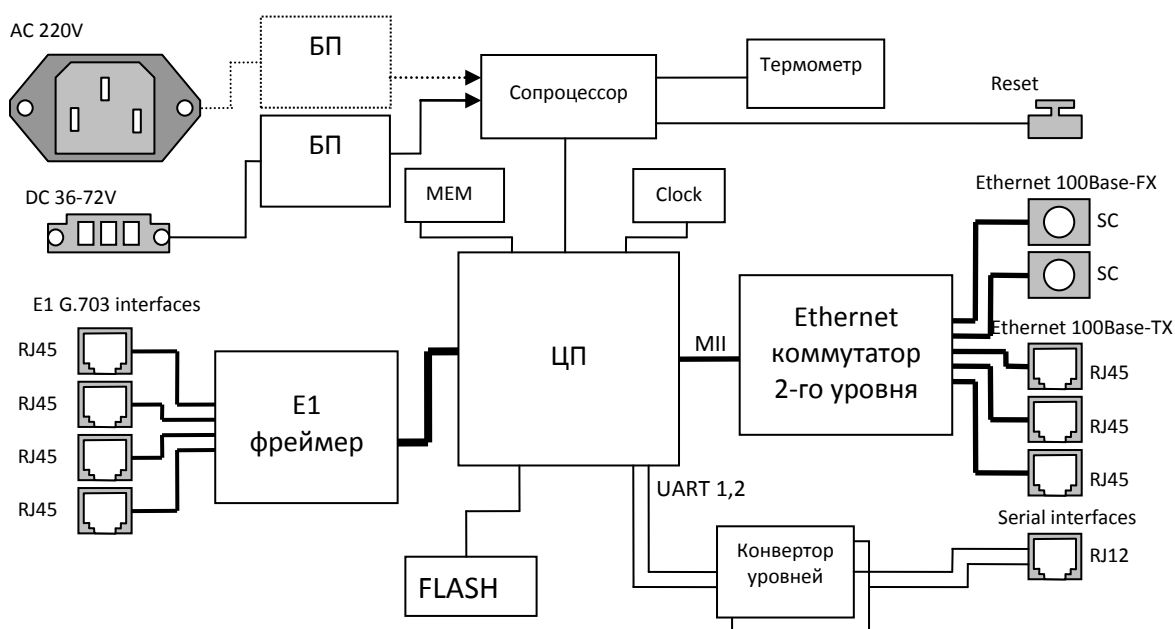 AC 220V
БП
Термометр
Сопроцессор
Reset
БП
DC 36-72V
MEM
Clock
Ethernet 100Base-FX
SC
SC
E1 G.703 interfaces
Ethernet
коммутатор
2-го уровня
Ethernet 100Base-TX
RJ45
RJ45
RJ45
RJ45
E1
фреймер
ЦП
MII
RJ45
RJ45
RJ45
UART 1,2
FLASH
Конвертор
уровней
Serial interfaces
RJ12